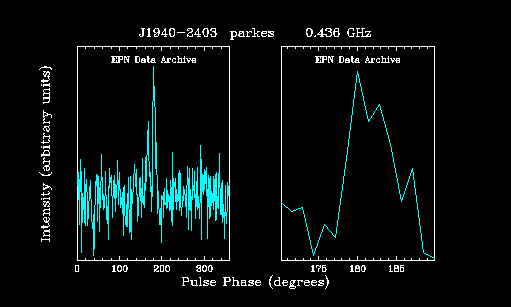 J1940-2403 parkes 0.436 GHz
EPN Data Archive
EPN Data Archive
Intensity (arbitrary units)
0 100 200 300
175 180 185
Pulse Phase (degrees)